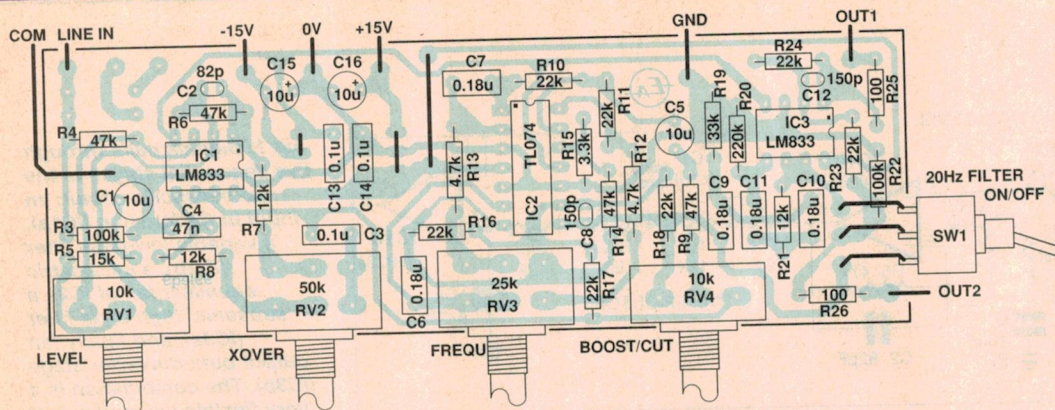 COM LINE IN
-15V
0V
+15V
GND
OUT1
82p
C2
C15
10u
C16
10u
C7
0.18u
R10
22k
R24
22k
150p
C12
100
R25
R6
47k
R4
47k
IC1
LM833
12k
R7
0.1u
C13
0.1u
C14
4.7k
R13
TL074
IC2
R11
22k
R15
3.3k
150p
C8
47k
R14
R12
4.7k
C5
10u
R19
33k
R20
220k
IC3
LM833
R23
22k
R22
100k
C1
10u
C4
47n
R3
100k
R5
15k
12k
R8
0.1u
C3
R16
22k
0.18u
C6
22k
R17
22k
R18
47k
R9
C9
0.18u
C11
0.18u
12k
R21
C10
0.18u
20Hz FILTER
ON/OFF
SW1
10k
RV1
50k
RV2
25k
RV3
10k
RV4
100
R26
OUT2
LEVEL
XOVER
FREQU
BOOST/CUT